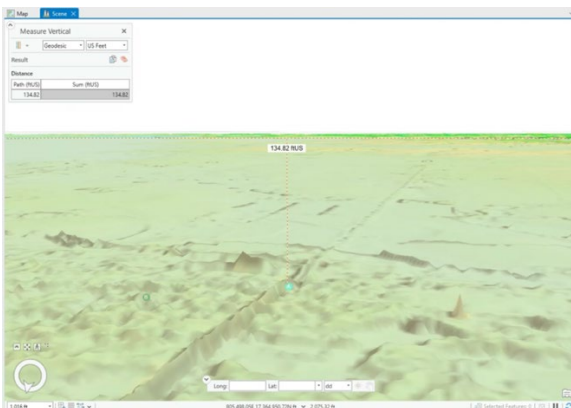 Map Scene
Measure Vertical
Geodesic US Feet
Result
Distance
Path (ftUS) Sum (ftUS)
134.82 134.82
134.82 ftUS
Long: Lat: dd
Selected Features: 0